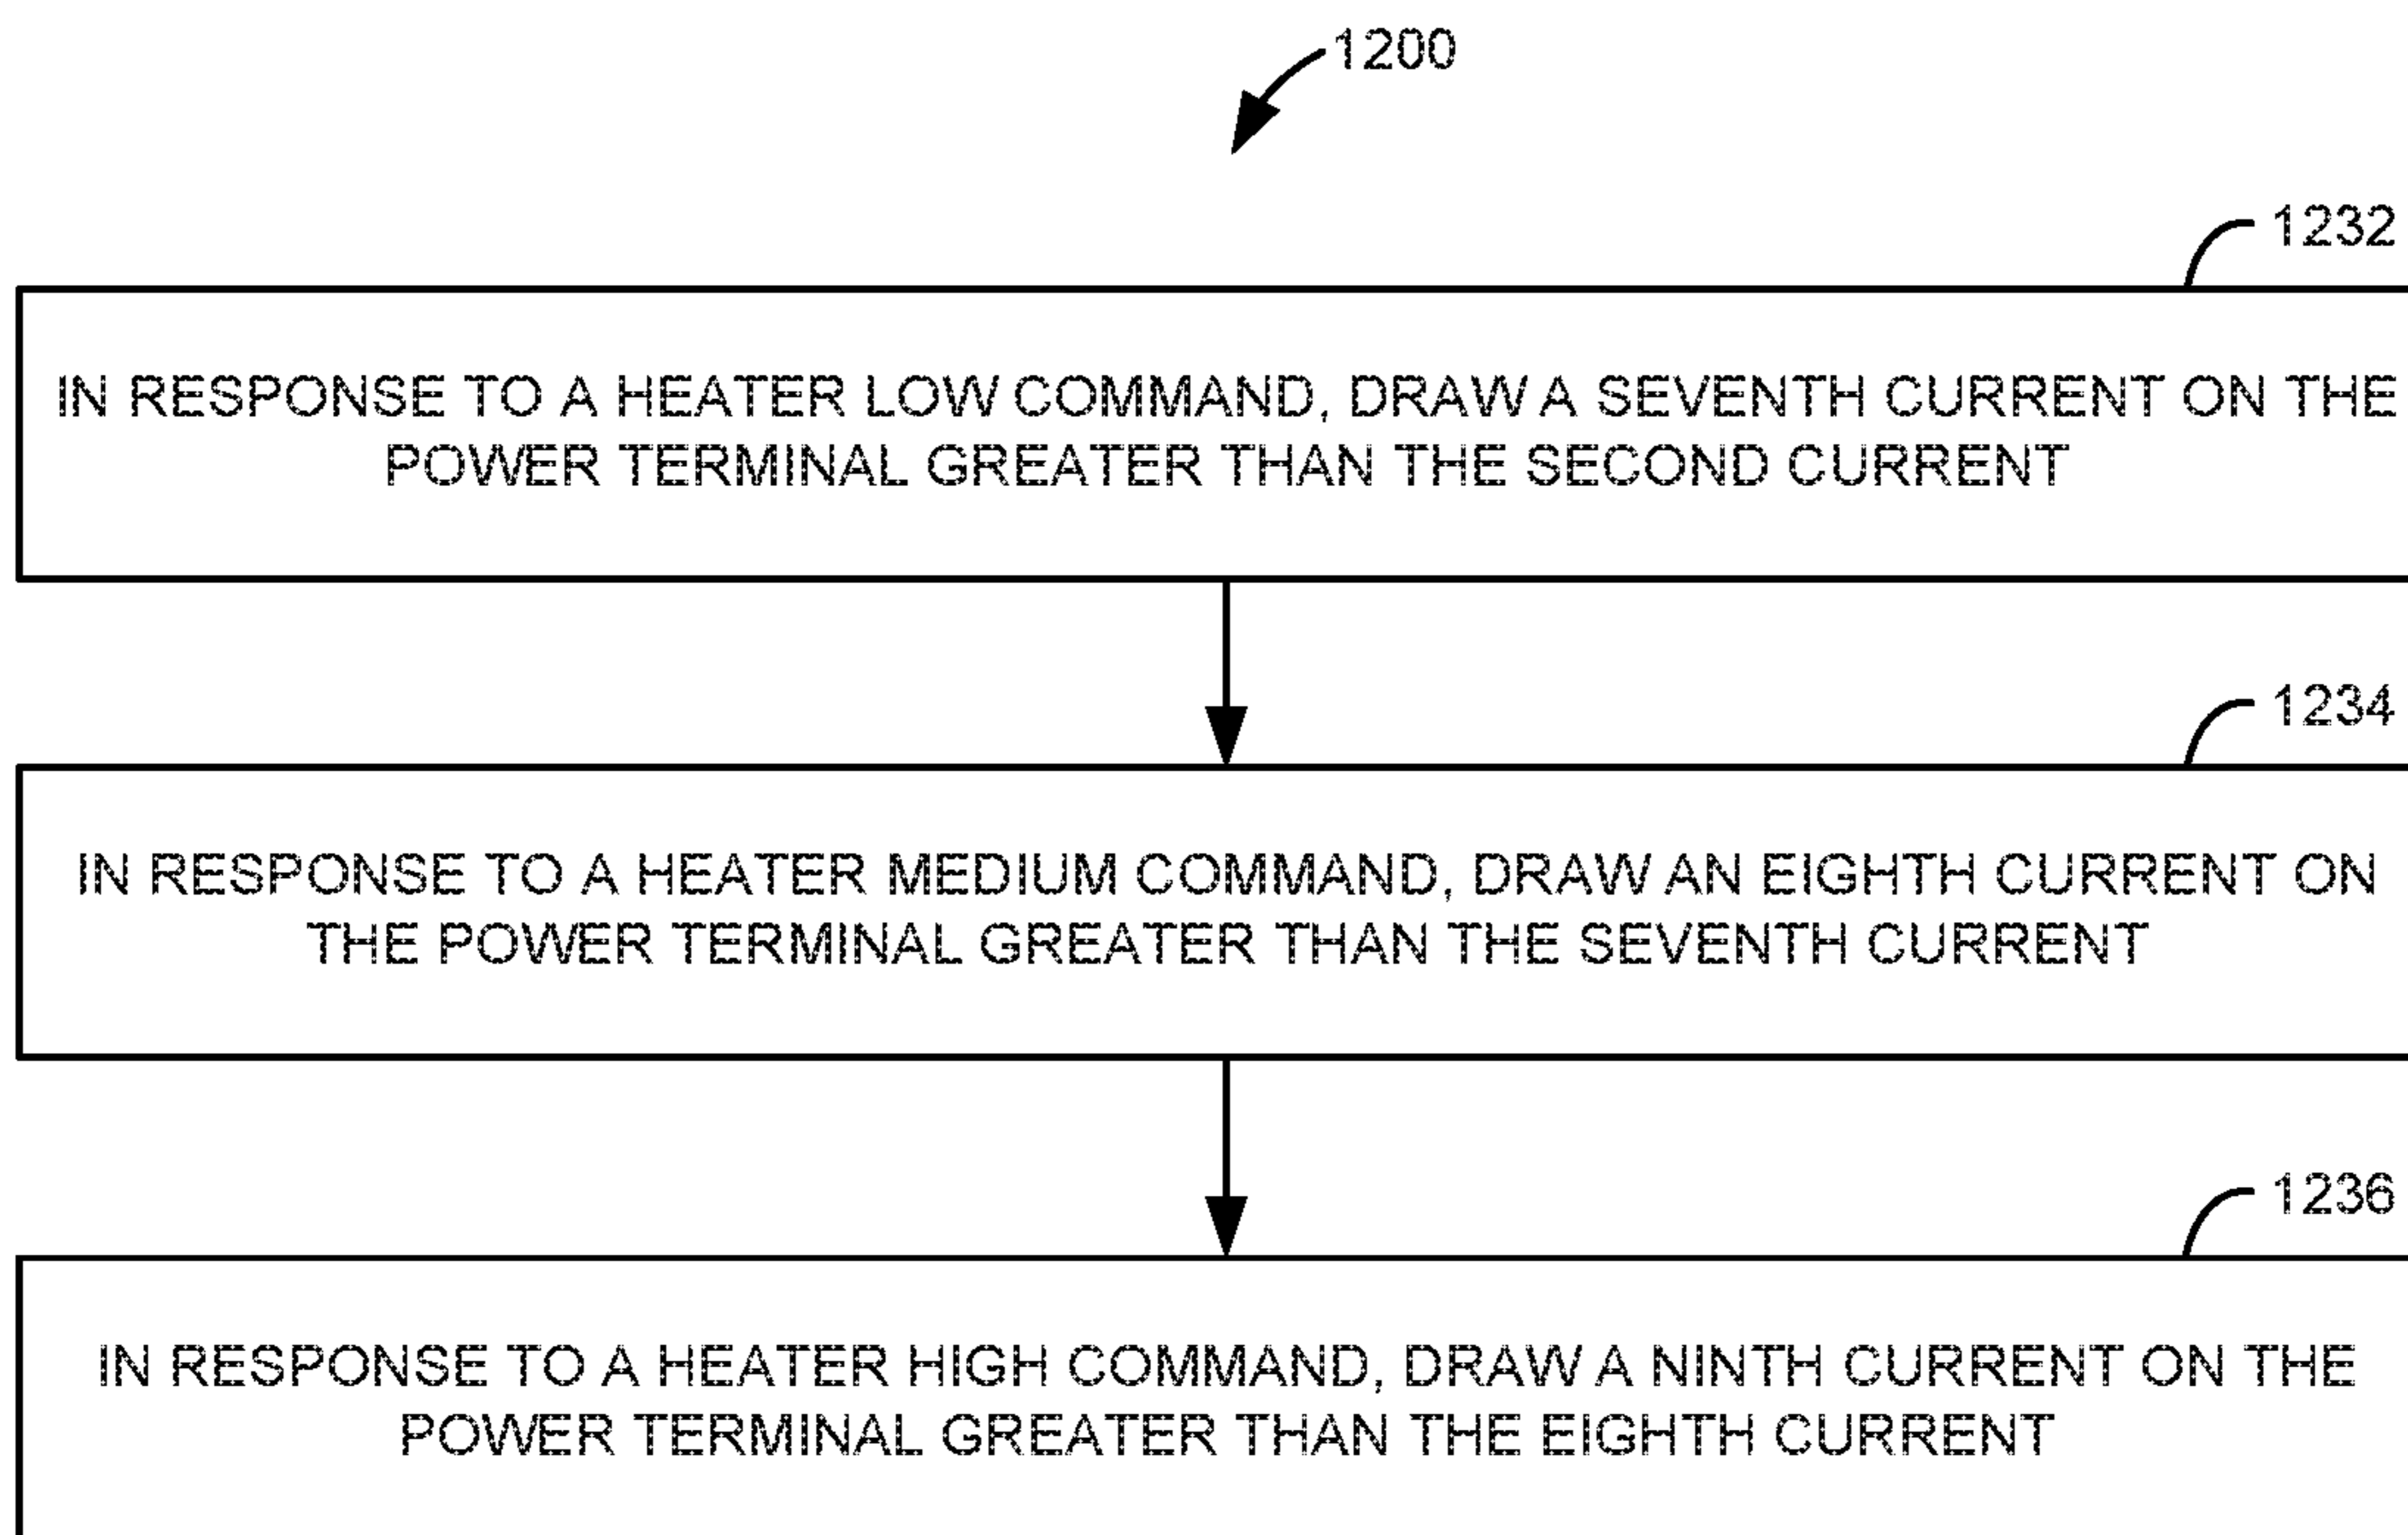 1200
1232
IN RESPONSE TO A HEATER LOW COMMAND, DRAW A SEVENTH CURRENT ON THE
POWER TERMINAL GREATER THAN THE SECOND CURRENT
1234
IN RESPONSE TO A HEATER MEDIUM COMMAND, DRAW AN EIGHTH CURRENT ON
THE POWER TERMINAL GREATER THAN THE SEVENTH CURRENT
1236
IN RESPONSE TO A HEATER HIGH COMMAND, DRAW A NINTH CURRENT ON THE
POWER TERMINAL GREATER THAN THE EIGHTH CURRENT